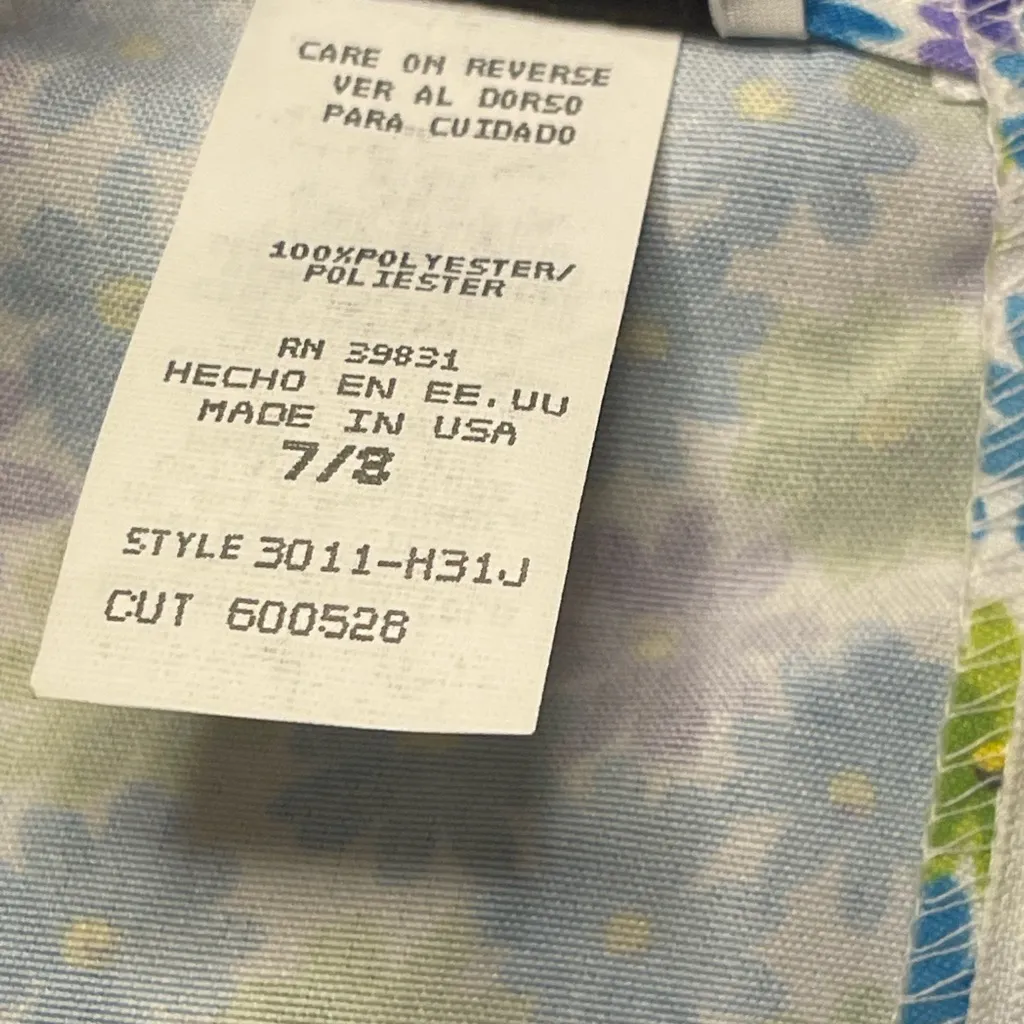 CARE ON REVERSE
VER AL DORSO
PARA CUIDADO
100%POLYESTER/
POLIESTER
RN 39831
HECHO EN EE.UU
MADE IN USA
7/8
STYLE 3011-H31J
CUT 600528